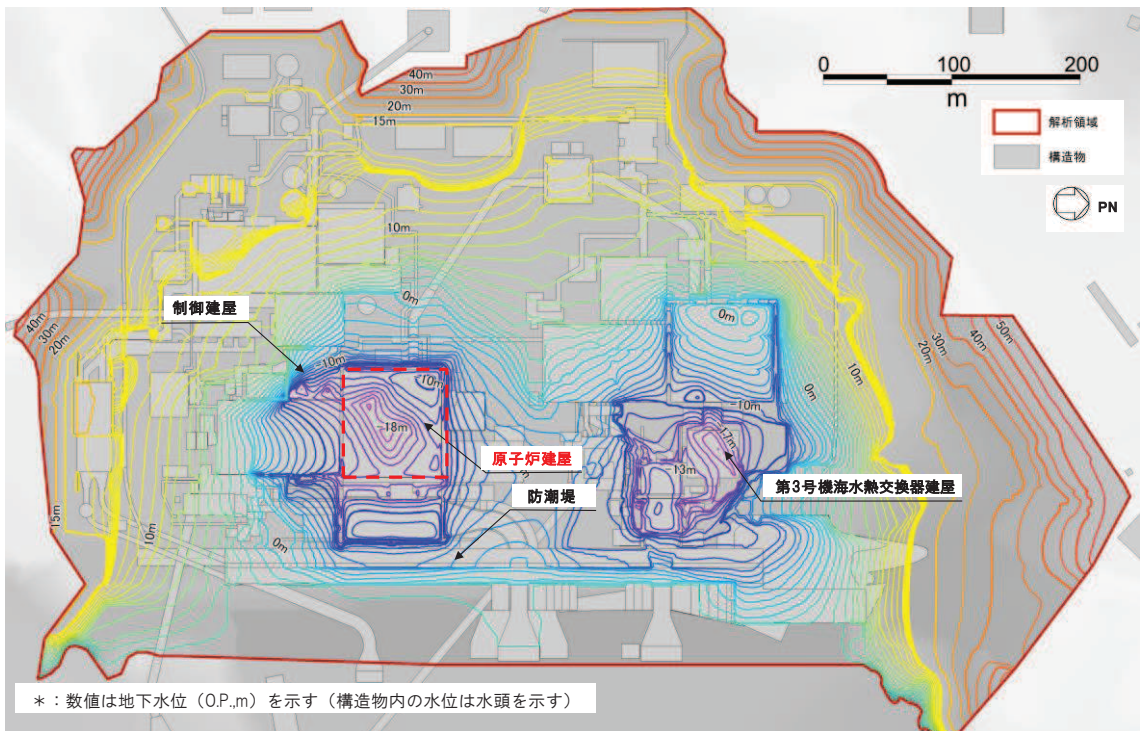 40m
30m
20m
15m
0
100
200
m
解析領域
構造物
PN
10m
0m
制御建屋
-10m
-10m
-18m
原子炉建屋
防潮堤
0m
-10m
-17m
-13m
第3号機海水熱交換器建屋
0m
10m
20m
30m
40m
50m
40m
30m
20m
15m
10m
0m
＊：数値は地下水位（O.P.,m）を示す（構造物内の水位は水頭を示す）